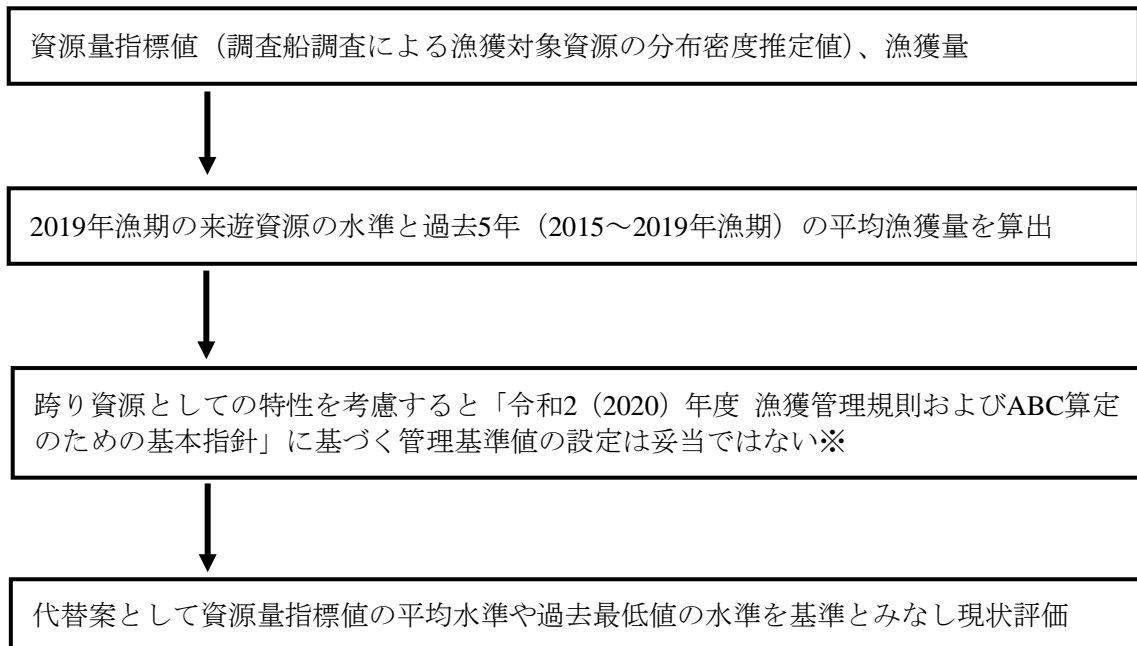 資源量指標値（調査船調査による漁獲対象資源の分布密度推定値）、漁獲量
2019年漁期の来遊資源の水準と過去5年（2015～2019年漁期）の平均漁獲量を算出
跨り資源としての特性を考慮すると「令和2（2020）年度 漁獲管理規則およびABC算定
のための基本指針」に基づく管理基準値の設定は妥当ではない※
代替案として資源量指標値の平均水準や過去最低値の水準を基準とみなし現状評価